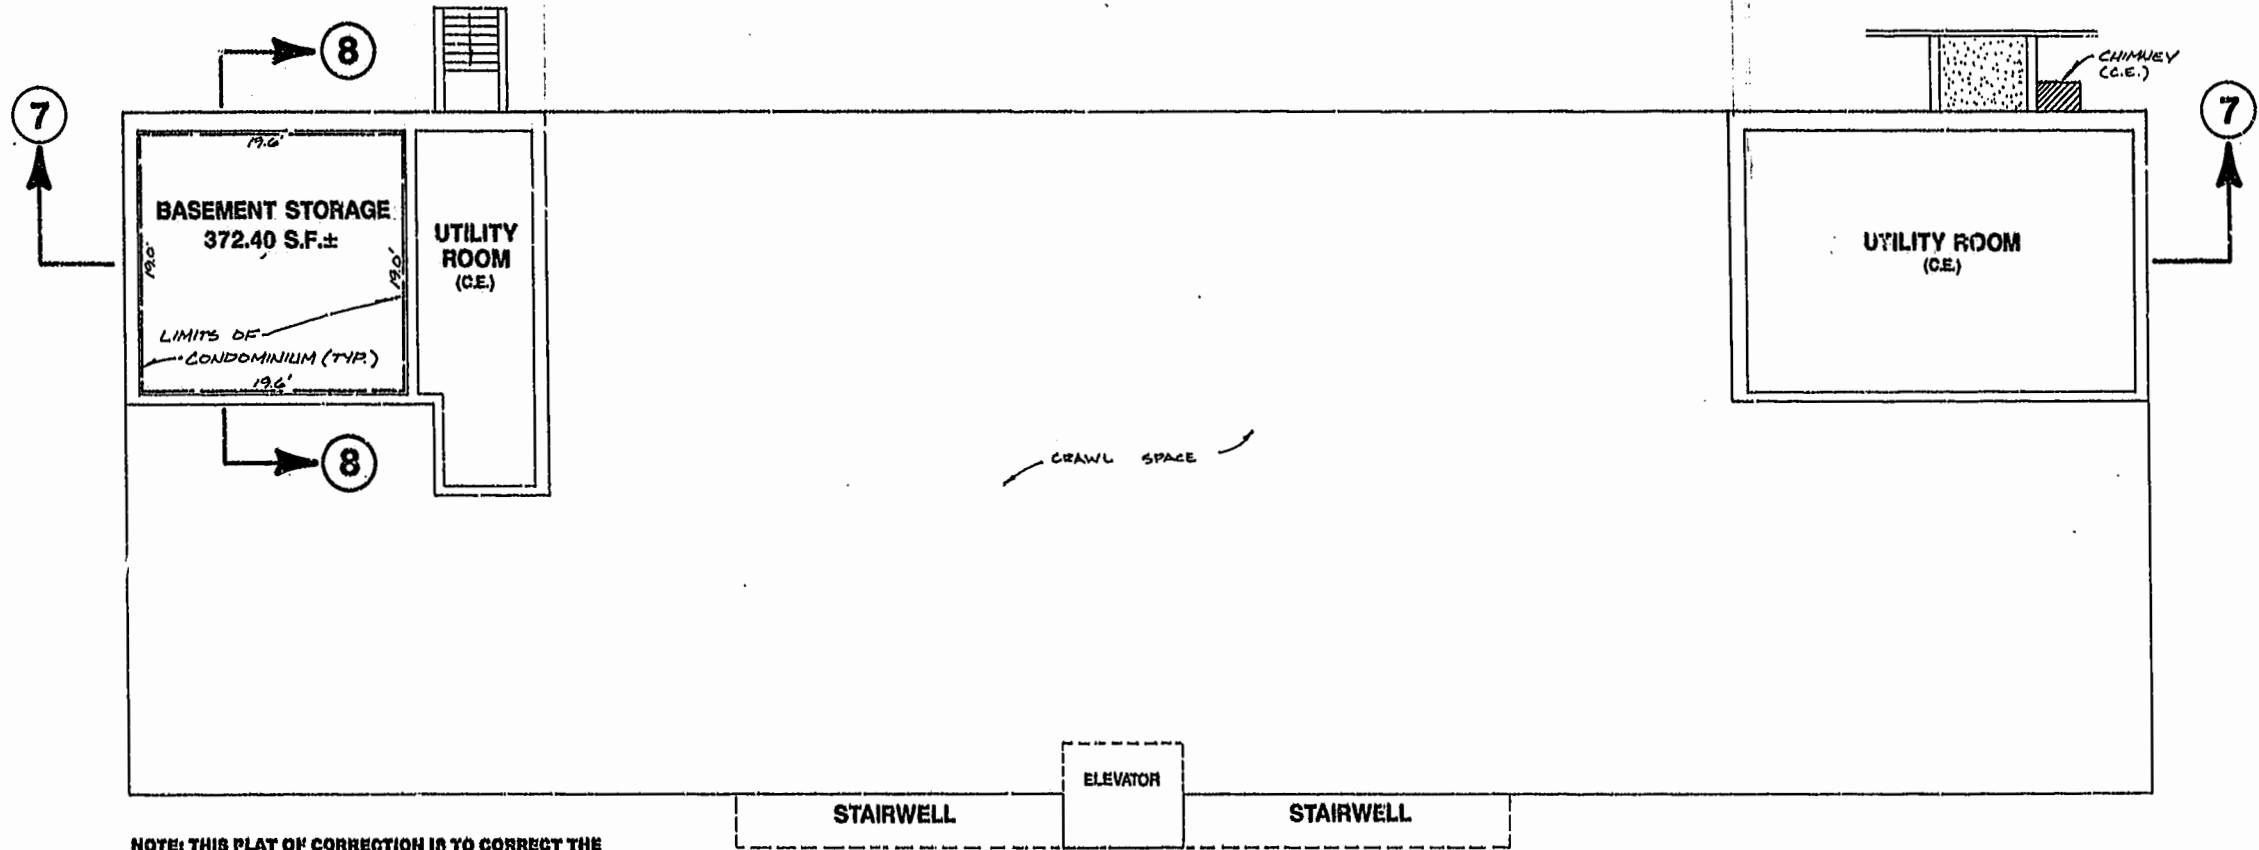 8
7
CHIMNEY
(C.E.)
7
19.6'
BASEMENT STORAGE
372.40 S.F.±
19.0'
19.0'
LIMITS OF
CONDOMINIUM (TYP.)
19.6'
UTILITY
ROOM
(C.E.)
UTILITY ROOM
(C.E.)
8
CRAWL SPACE
ELEVATOR
STAIRWELL
STAIRWELL
NOTE: THIS PLAT OF CORRECTION IS TO CORRECT THE